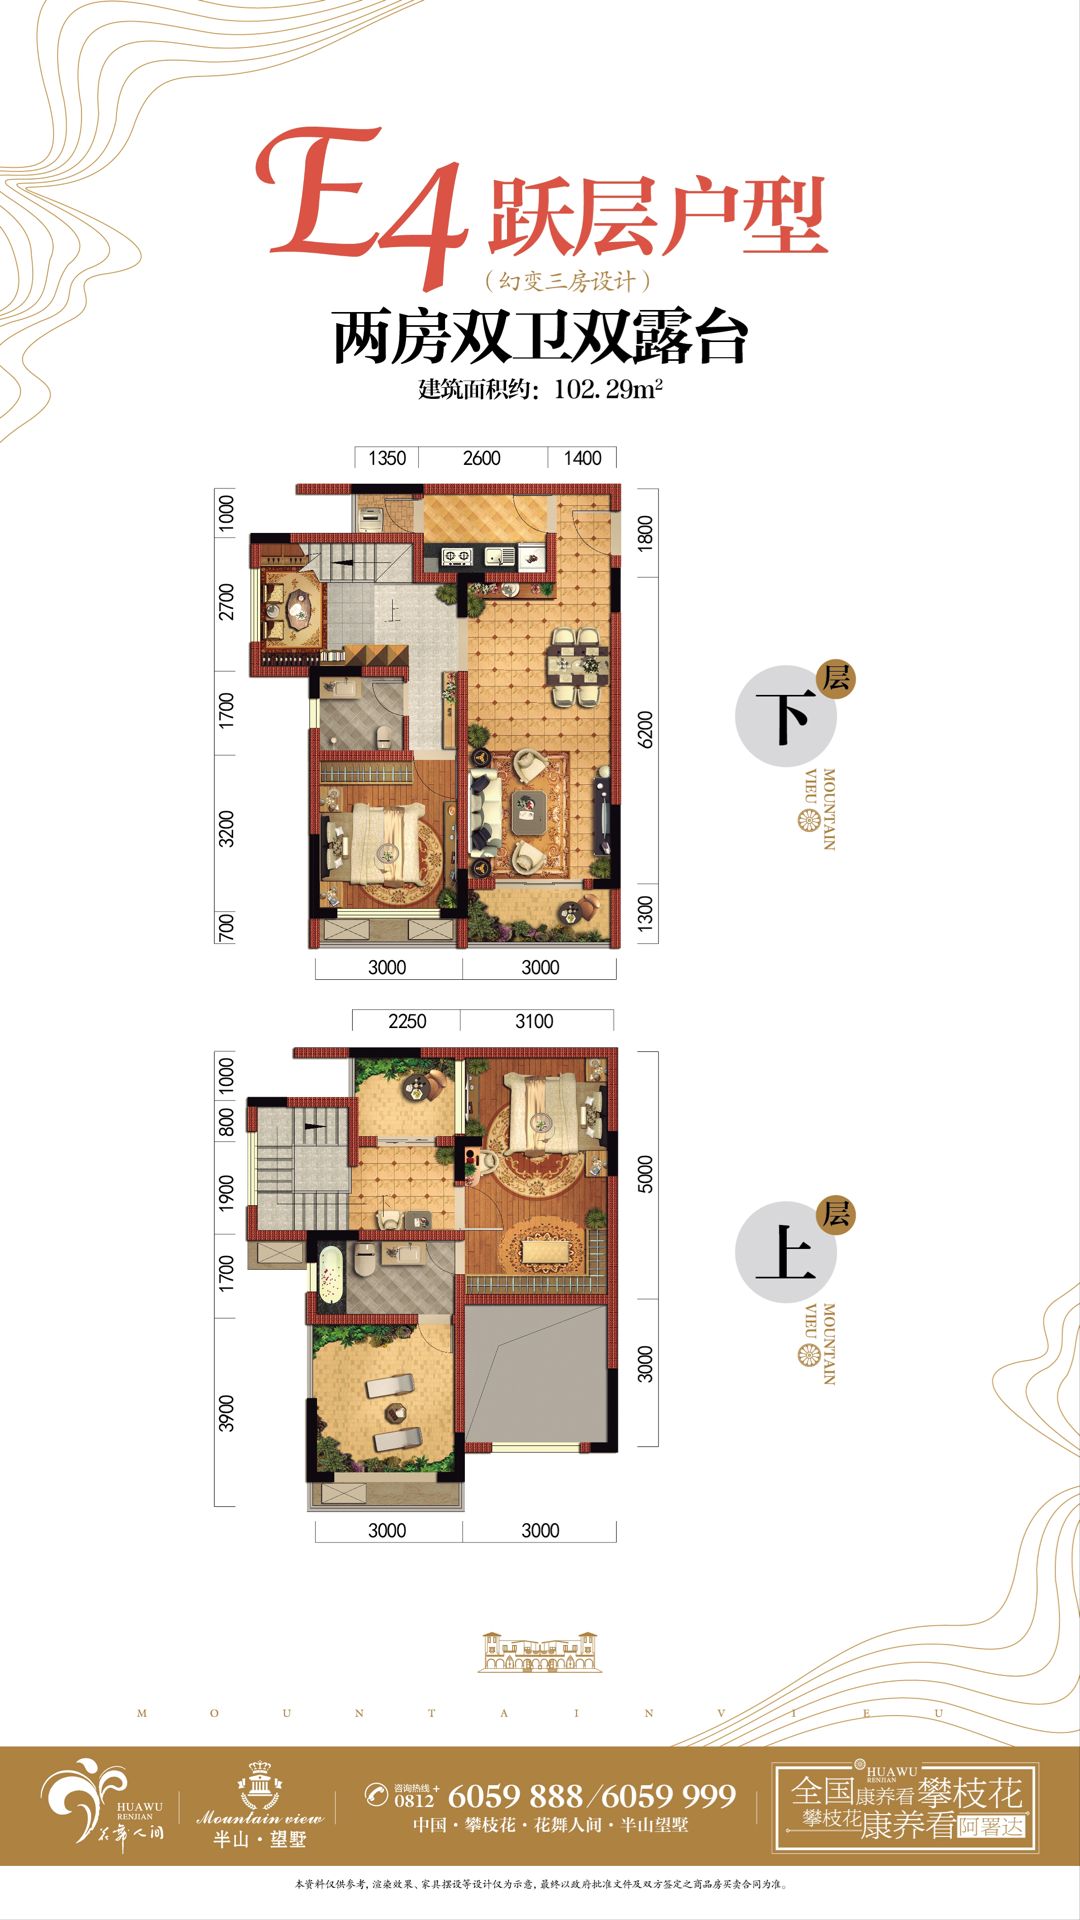 E4 跃层户型
（幻变三房设计）
两房双卫双露台
建筑面积约：102.29m²
1350 2600 1400
1000
2700
1700
3200
700
1800
6200
1300
3000 3000
下层
MOUNTAIN
VIEU
2250 3100
1000
800
1900
1700
3900
5000
3000
3000 3000
上层
MOUNTAIN
VIEU
MOUNTAINVIEU
HUAWU
RENJIAN
花舞人间
Mountain view
半山·望墅
咨询热线+
0812
6059 888/6059 999
中国·攀枝花·花舞人间·半山望墅
HUAWU
RENJIAN
全国康养看攀枝花
攀枝花康养看阿署达
本资料仅供参考，渲染效果、家具摆设等设计仅为示意，最终以政府批准文件及双方签定之商品房买卖合同为准。